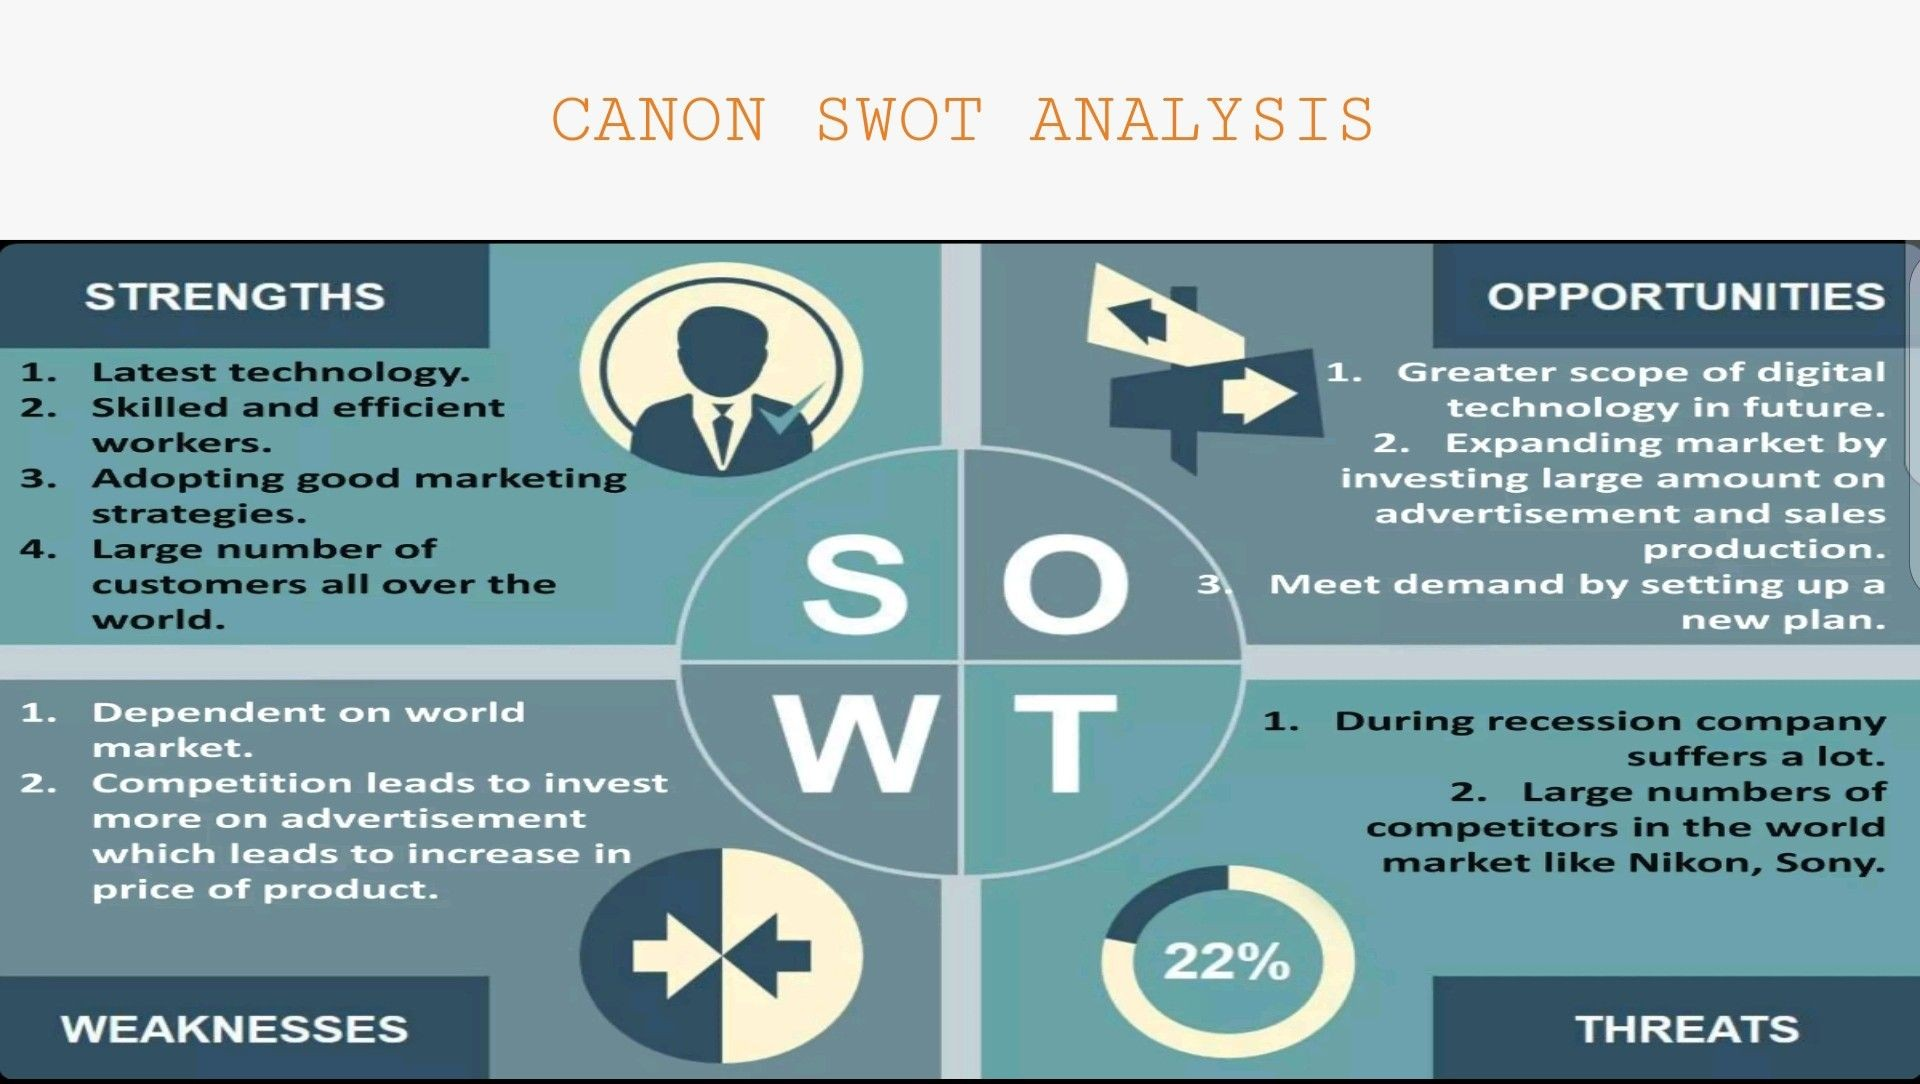 CANON SWOT ANALYSIS
STRENGTHS
1. Latest technology.
2. Skilled and efficient
workers.
3. Adopting good marketing
strategies.
4. Large number of
customers all over the
world.
OPPORTUNITIES
1. Greater scope of digital
technology in future.
2. Expanding market by
investing large amount on
advertisement and sales
production.
3. Meet demand by setting up a
new plan.
S O
W T
1. Dependent on world
market.
2. Competition leads to invest
more on advertisement
which leads to increase in
price of product.
WEAKNESSES
1. During recession company
suffers a lot.
2. Large numbers of
competitors in the world
market like Nikon, Sony.
22%
THREATS